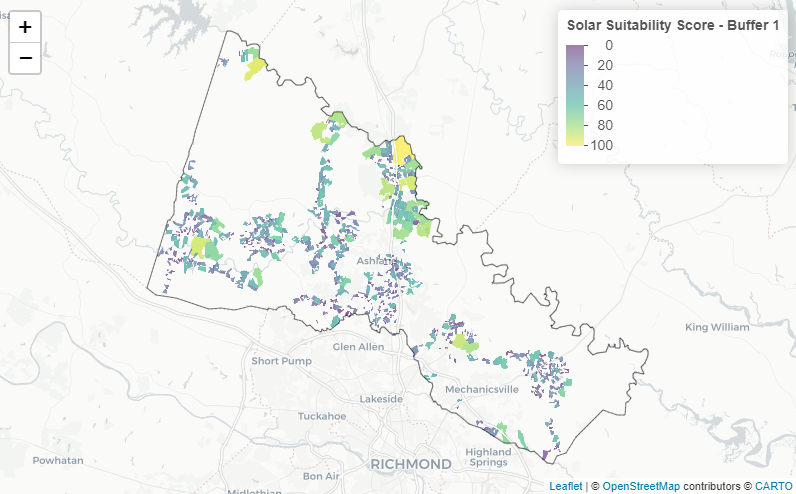 +
−
Solar Suitability Score - Buffer 1
0
20
40
60
80
100
Ashland
King William
Glen Allen
Short Pump
Mechanicsville
Lakeside
Tuckahoe
Highland
Springs
Powhatan
RICHMOND
Bon Air
Midlothian
Leaflet | © OpenStreetMap contributors © CARTO